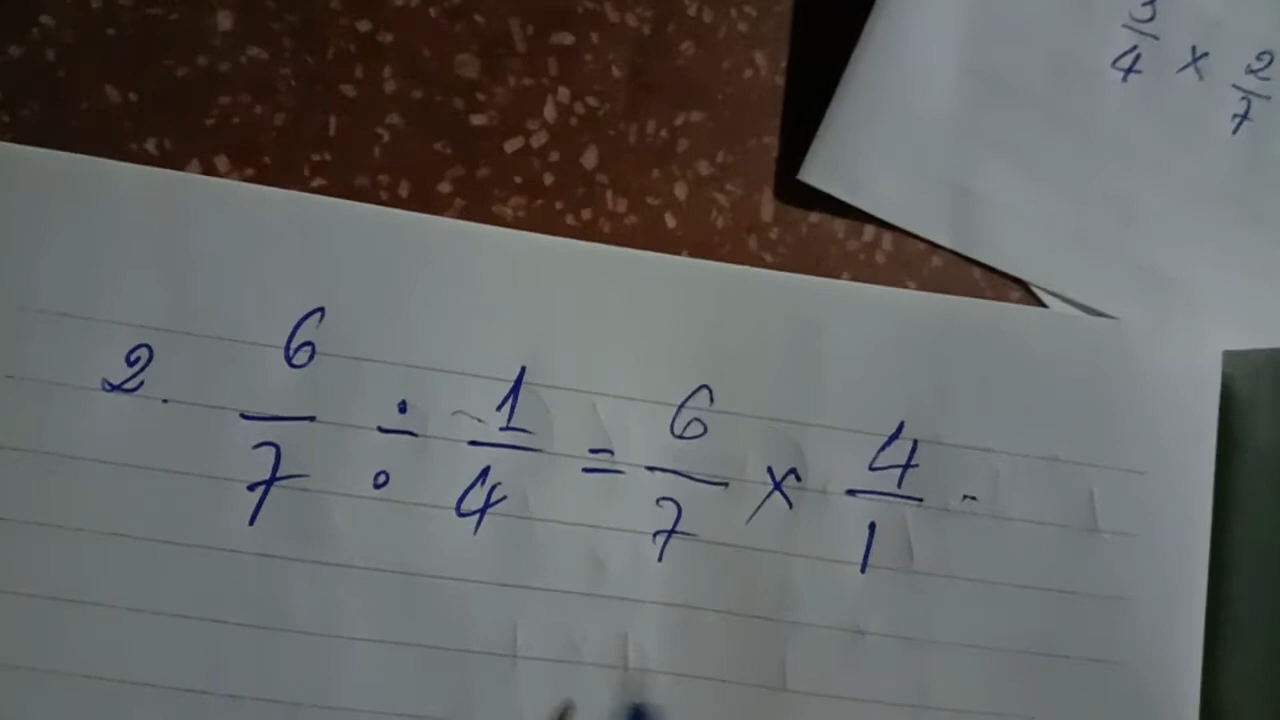 3/4 × 2/7
2. 6/7 ÷ 1/4 = 6/7 × 4/1